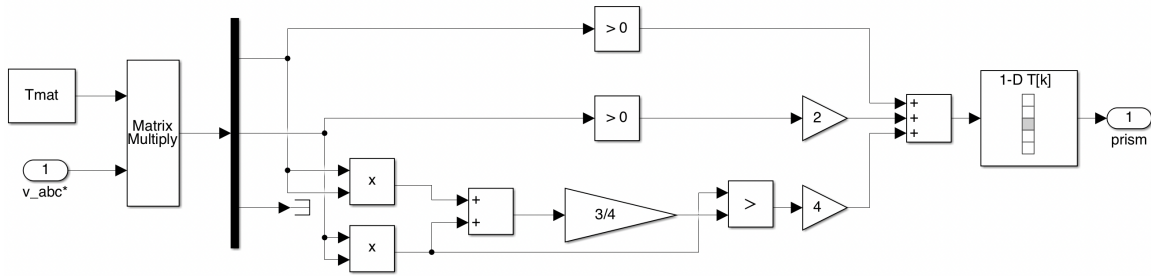 > 0
1-D T[k]
Tmat
Matrix
Multiply
> 0
2
+
+
+
1
prism
1
v_abc*
x
+
+
3/4
>
4
x